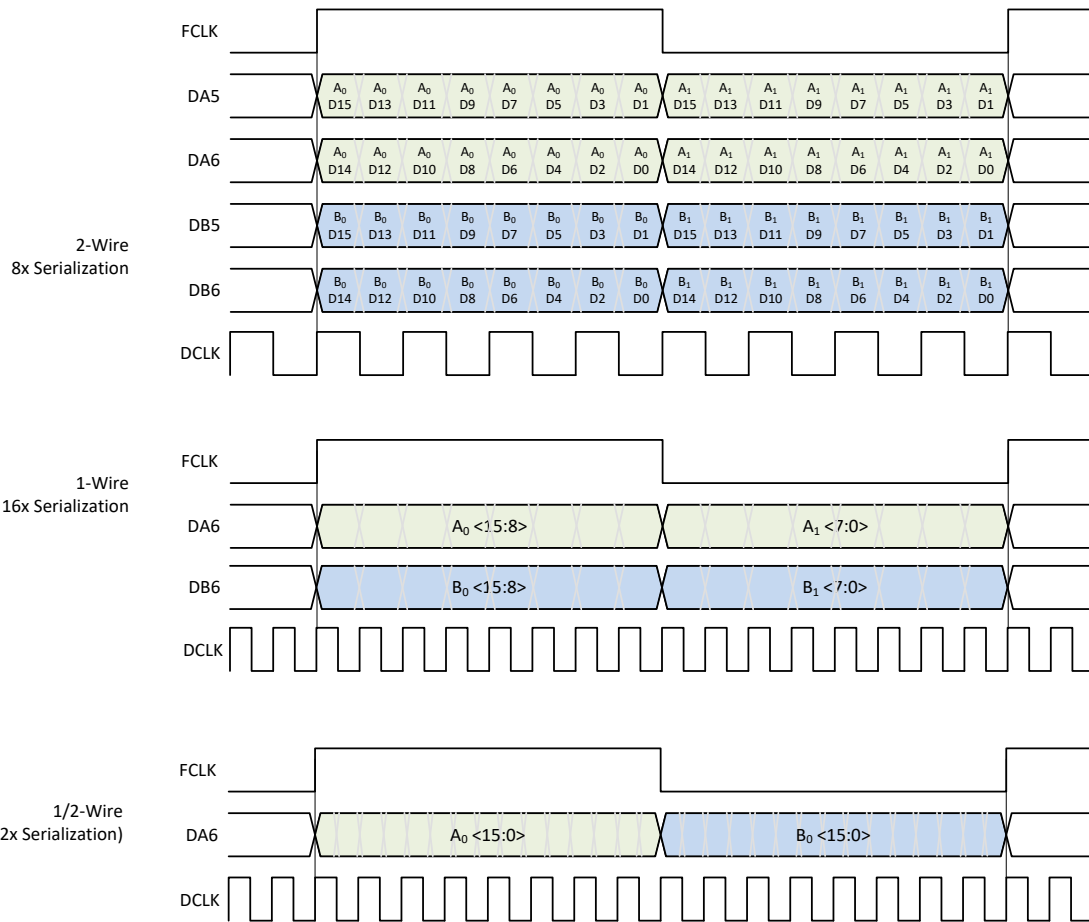 FCLK
DA5
A0 A0 A0 A0 A0 A0 A0 A0 A1 A1 A1 A1 A1 A1 A1 A1
D15 D13 D11 D9 D7 D5 D3 D1 D15 D13 D11 D9 D7 D5 D3 D1
DA6
A0 A0 A0 A0 A0 A0 A0 A0 A1 A1 A1 A1 A1 A1 A1 A1
D14 D12 D10 D8 D6 D4 D2 D0 D14 D12 D10 D8 D6 D4 D2 D0
2-Wire
8x Serialization
DB5
B0 B0 B0 B0 B0 B0 B0 B0 B1 B1 B1 B1 B1 B1 B1 B1
D15 D13 D11 D9 D7 D5 D3 D1 D15 D13 D11 D9 D7 D5 D3 D1
DB6
B0 B0 B0 B0 B0 B0 B0 B0 B1 B1 B1 B1 B1 B1 B1 B1
D14 D12 D10 D8 D6 D4 D2 D0 D14 D12 D10 D8 D6 D4 D2 D0
DCLK
1-Wire
16x Serialization
FCLK
DA6 A0 <15:8> A1 <7:0>
DB6 B0 <15:8> B1 <7:0>
DCLK
FCLK
1/2-Wire
2x Serialization)
DA6 A0 <15:0> B0 <15:0>
DCLK